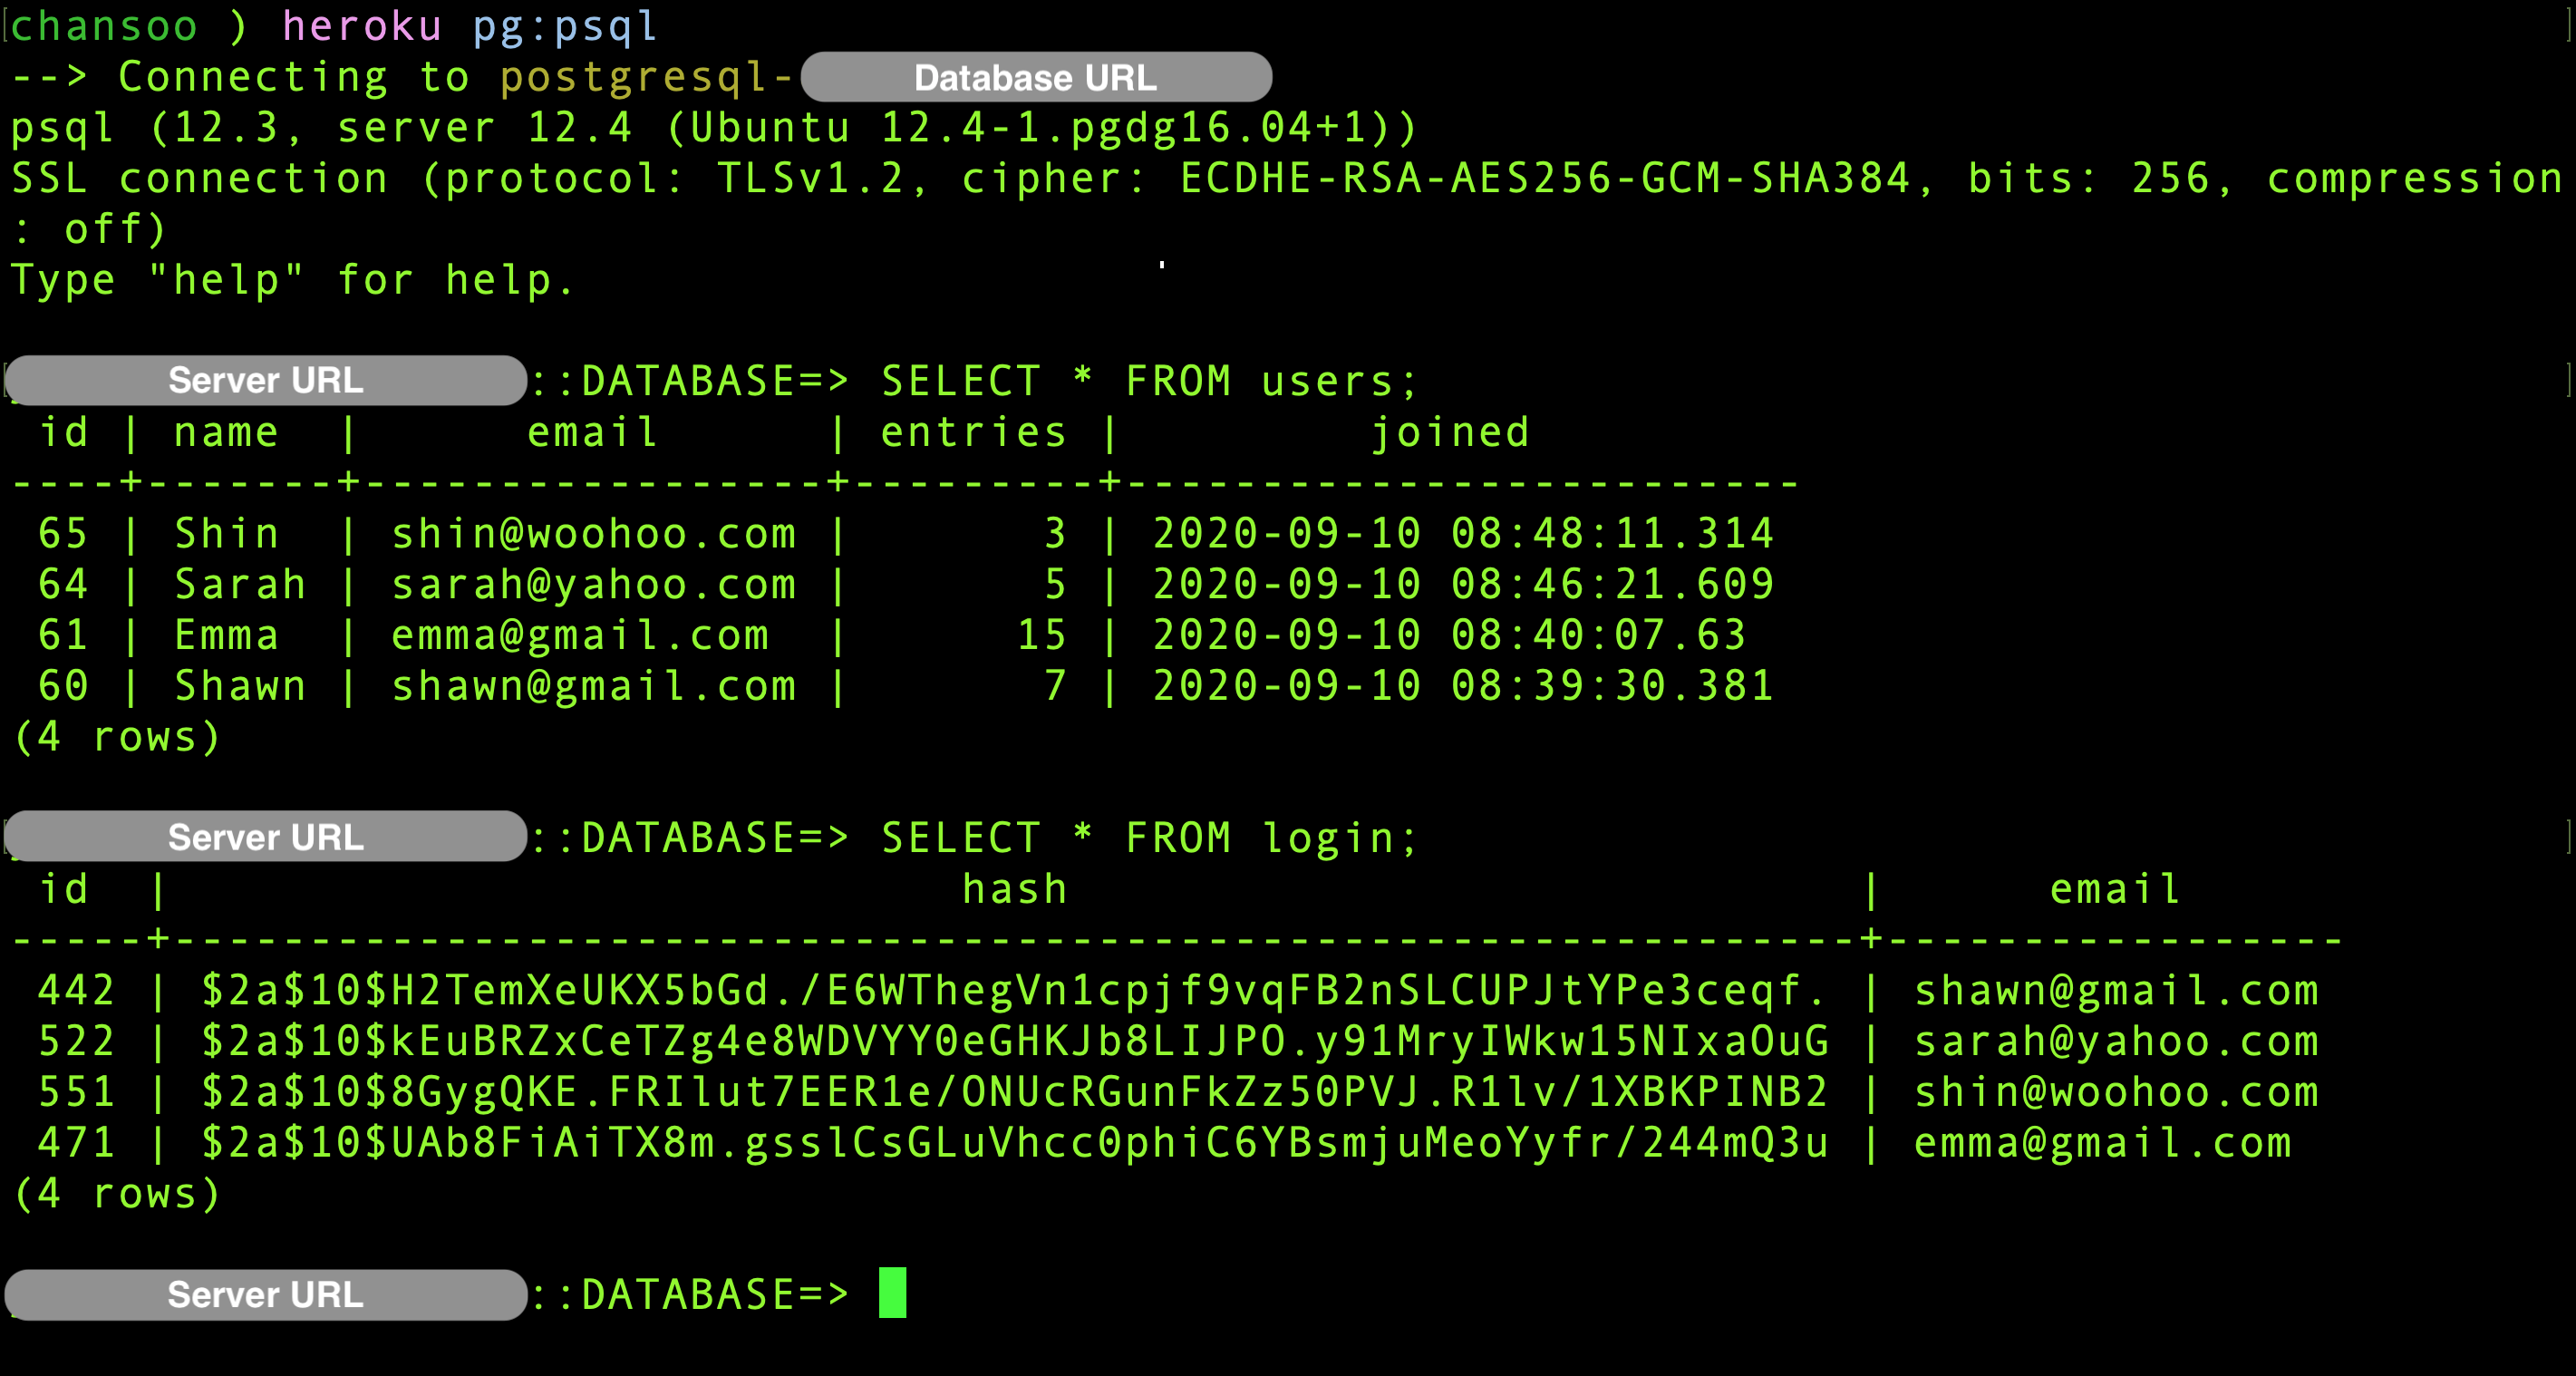 chansoo ) heroku pg:psql
--> Connecting to postgresql- Database URL
psql (12.3, server 12.4 (Ubuntu 12.4-1.pgdg16.04+1))
SSL connection (protocol: TLSv1.2, cipher: ECDHE-RSA-AES256-GCM-SHA384, bits: 256, compression
: off)
Type "help" for help.
Server URL ::DATABASE=> SELECT * FROM users;
 id | name  |      email      | entries |         joined
----+-------+-----------------+---------+-------------------------
 65 | Shin  | shin@woohoo.com |       3 | 2020-09-10 08:48:11.314
 64 | Sarah | sarah@yahoo.com |       5 | 2020-09-10 08:46:21.609
 61 | Emma  | emma@gmail.com  |      15 | 2020-09-10 08:40:07.63
 60 | Shawn | shawn@gmail.com |       7 | 2020-09-10 08:39:30.381
(4 rows)
Server URL ::DATABASE=> SELECT * FROM login;
 id  |                             hash                             |      email
-----+--------------------------------------------------------------+-----------------
 442 | $2a$10$H2TemXeUKX5bGd./E6WThegVn1cpjf9vqFB2nSLCUPJtYPe3ceqf. | shawn@gmail.com
 522 | $2a$10$kEuBRZxCeTZg4e8WDVYY0eGHKJb8LIJPO.y91MryIWkw15NIxaOuG | sarah@yahoo.com
 551 | $2a$10$8GygQKE.FRIlut7EER1e/ONUcRGunFkZz50PVJ.R1lv/1XBKPINB2 | shin@woohoo.com
 471 | $2a$10$UAb8FiAiTX8m.gsslCsGLuVhcc0phiC6YBsmjuMeoYyfr/244mQ3u | emma@gmail.com
(4 rows)
Server URL ::DATABASE=>